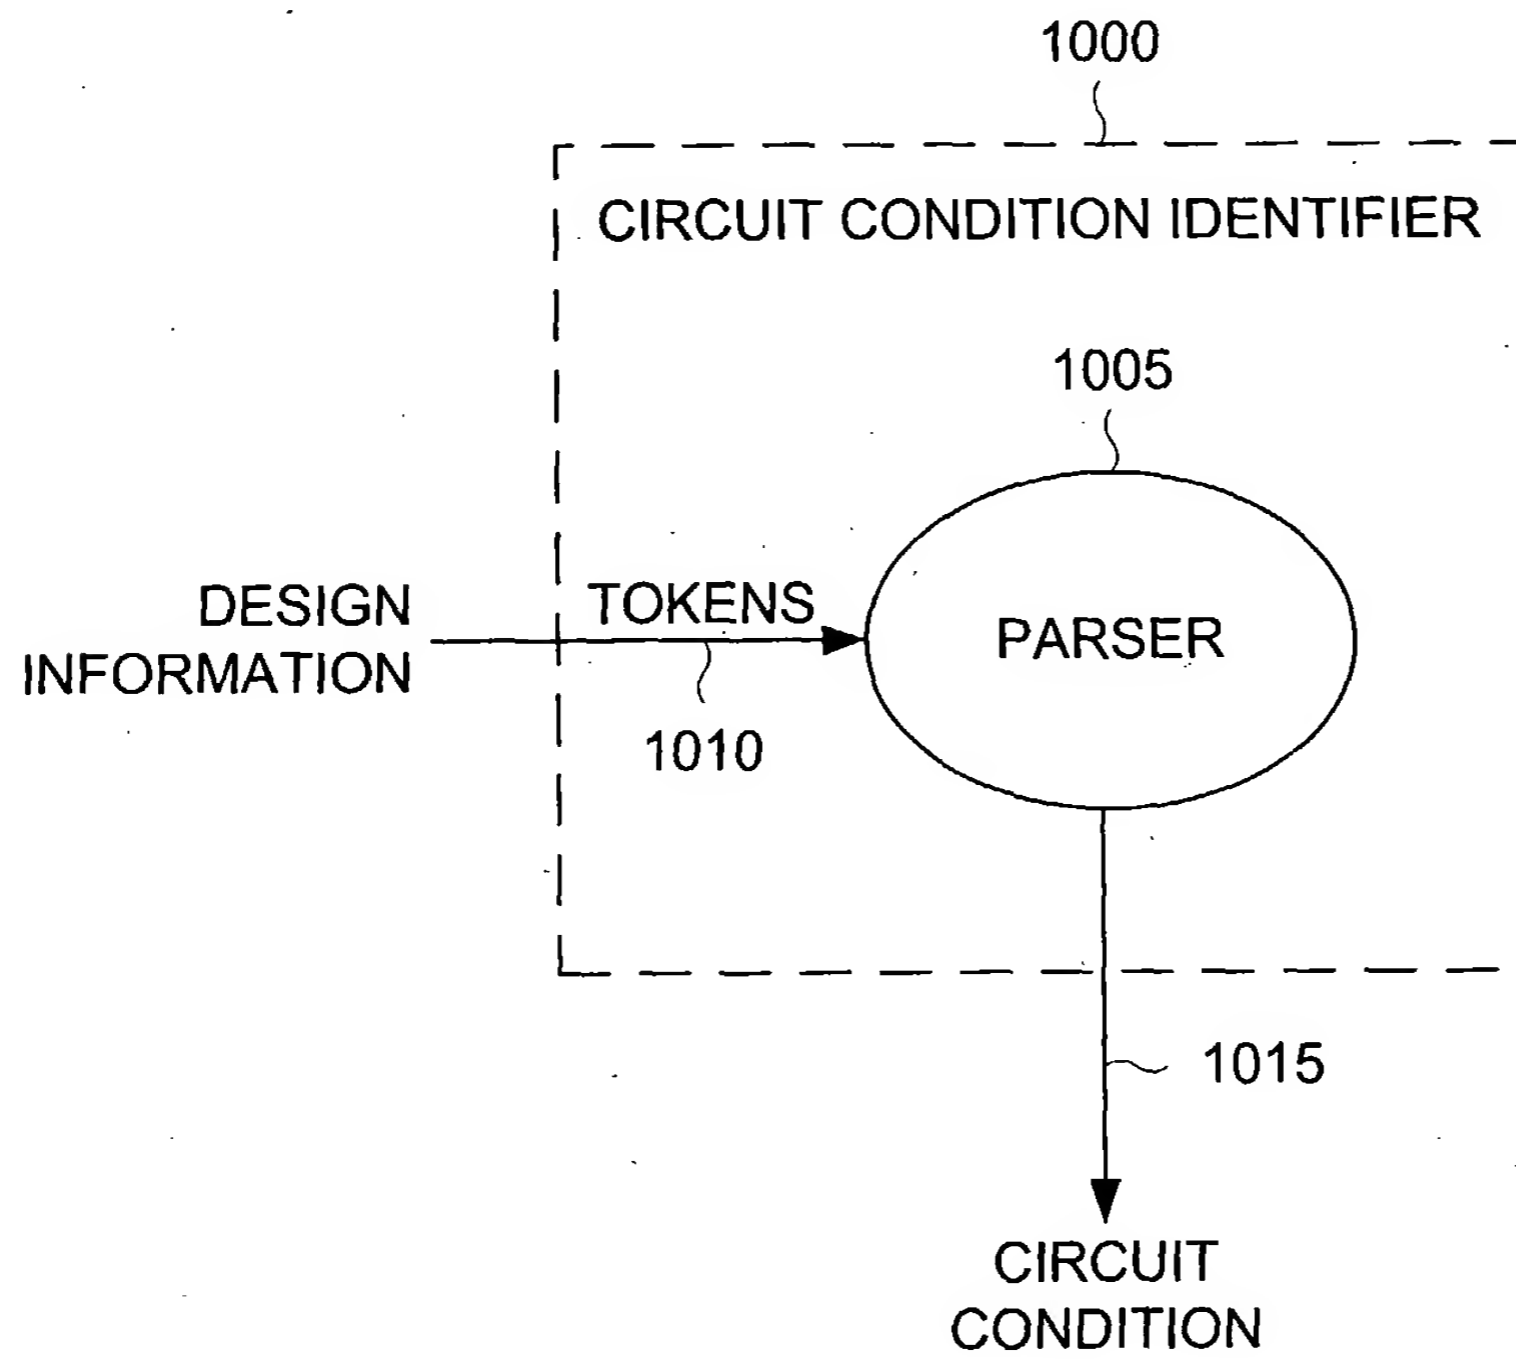 1000
CIRCUIT CONDITION IDENTIFIER
1005
DESIGN
INFORMATION
TOKENS
PARSER
1010
1015
CIRCUIT
CONDITION